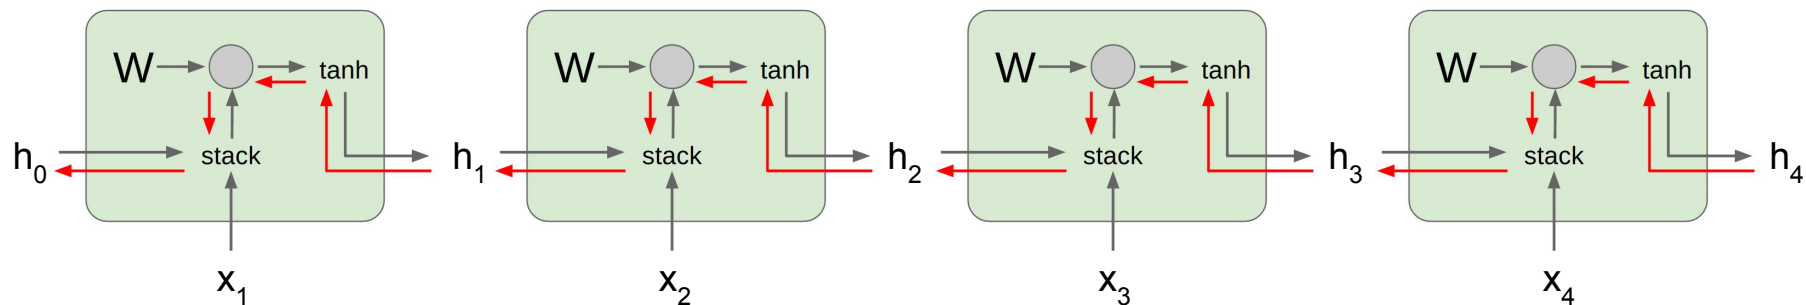 W tanh W tanh W tanh W tanh
h0 stack h1 stack h2 stack h3 stack h4
x1 x2 x3 x4